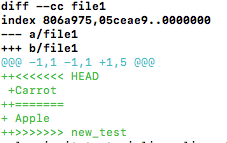 diff --cc file1
index 806a975,05ceae9..0000000
--- a/file1
+++ b/file1
@@@ -1,1 -1,1 +1,5 @@@
++<<<<<<< HEAD
 +Carrot
++=======
+ Apple
++>>>>>>> new_test